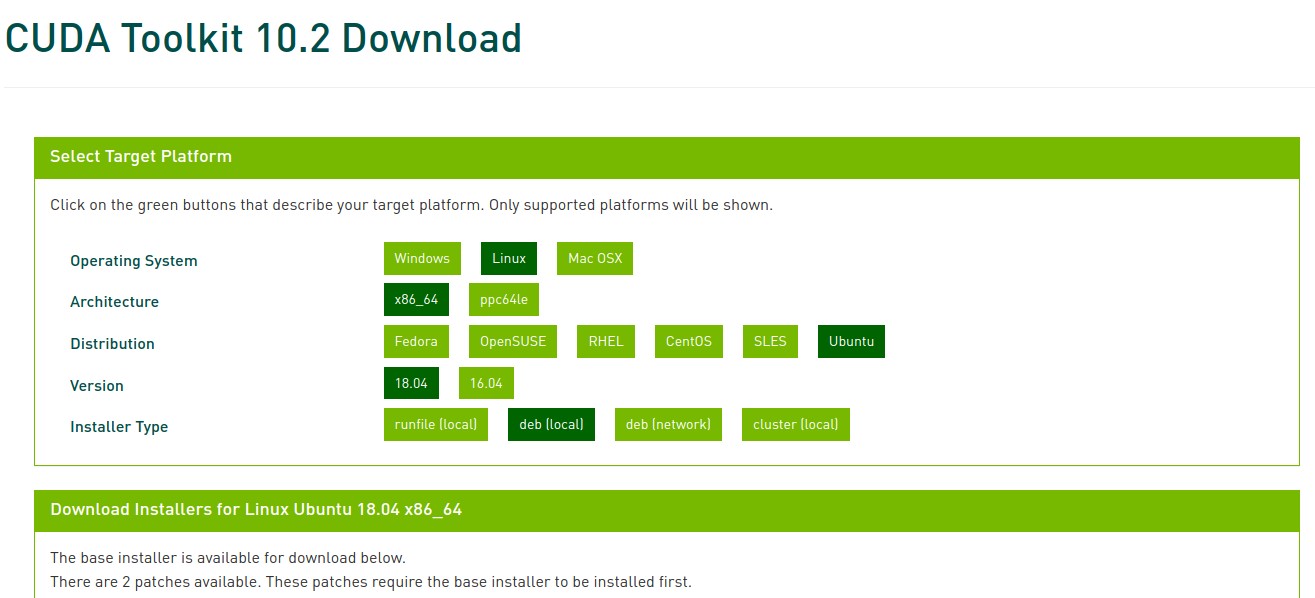 CUDA Toolkit 10.2 Download
Select Target Platform
Click on the green buttons that describe your target platform. Only supported platforms will be shown.
Operating System Windows Linux Mac OSX
Architecture x86_64 ppc64le
Distribution Fedora OpenSUSE RHEL CentOS SLES Ubuntu
Version 18.04 16.04
Installer Type runfile (local) deb (local) deb (network) cluster (local)
Download Installers for Linux Ubuntu 18.04 x86_64
The base installer is available for download below.
There are 2 patches available. These patches require the base installer to be installed first.